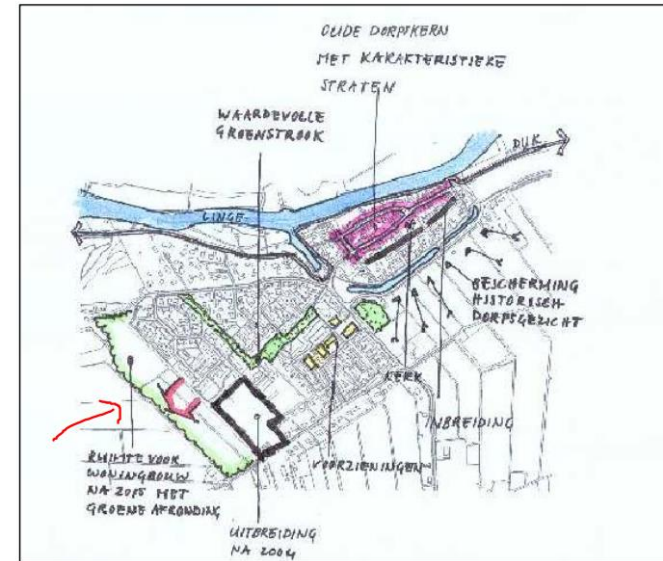 OUDE DORPSKERN
MET KARAKTERISTIEKE
STRATEN
WAARDEVOLLE
GROENSTROOK
DIJK
LINGE
BESCHERMING
HISTORISCH
DORPSGEZICHT
KERK
INBREIDING
VOORZIENINGEN
RUIMTE VOOR
WONINGBOUW
NA 2015 MET
GROENE AFRONDING
UITBREIDING
NA 2004